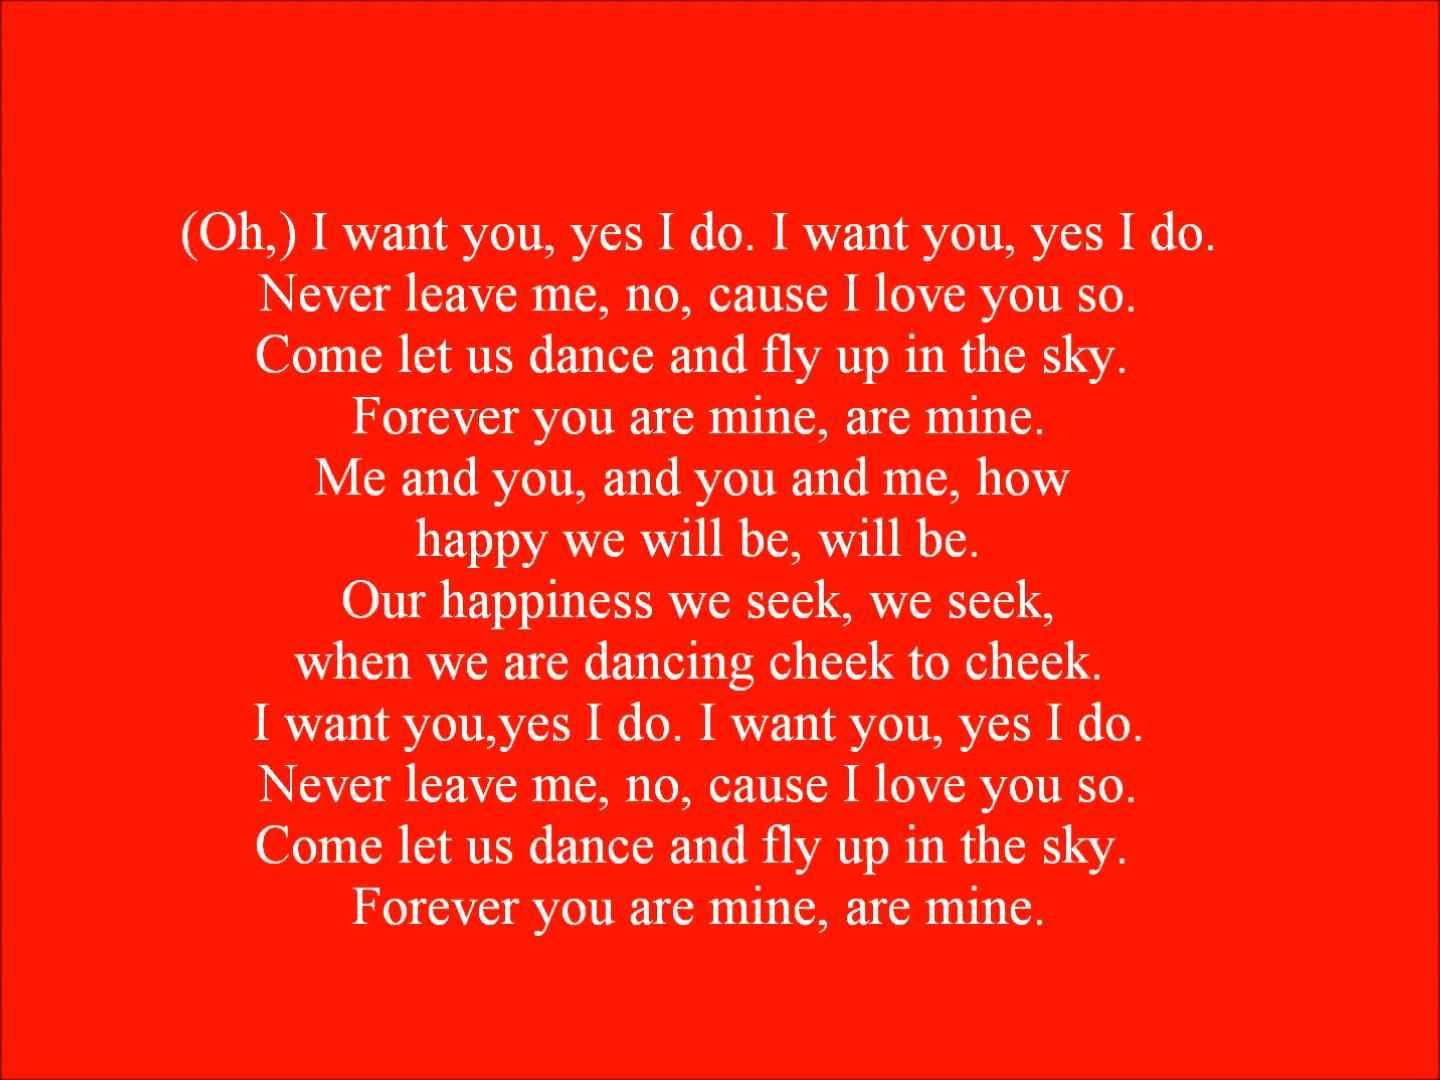 (Oh,) I want you, yes I do. I want you, yes I do.
Never leave me, no, cause I love you so.
Come let us dance and fly up in the sky.
Forever you are mine, are mine.
Me and you, and you and me, how
happy we will be, will be.
Our happiness we seek, we seek,
when we are dancing cheek to cheek.
I want you,yes I do. I want you, yes I do.
Never leave me, no, cause I love you so.
Come let us dance and fly up in the sky.
Forever you are mine, are mine.